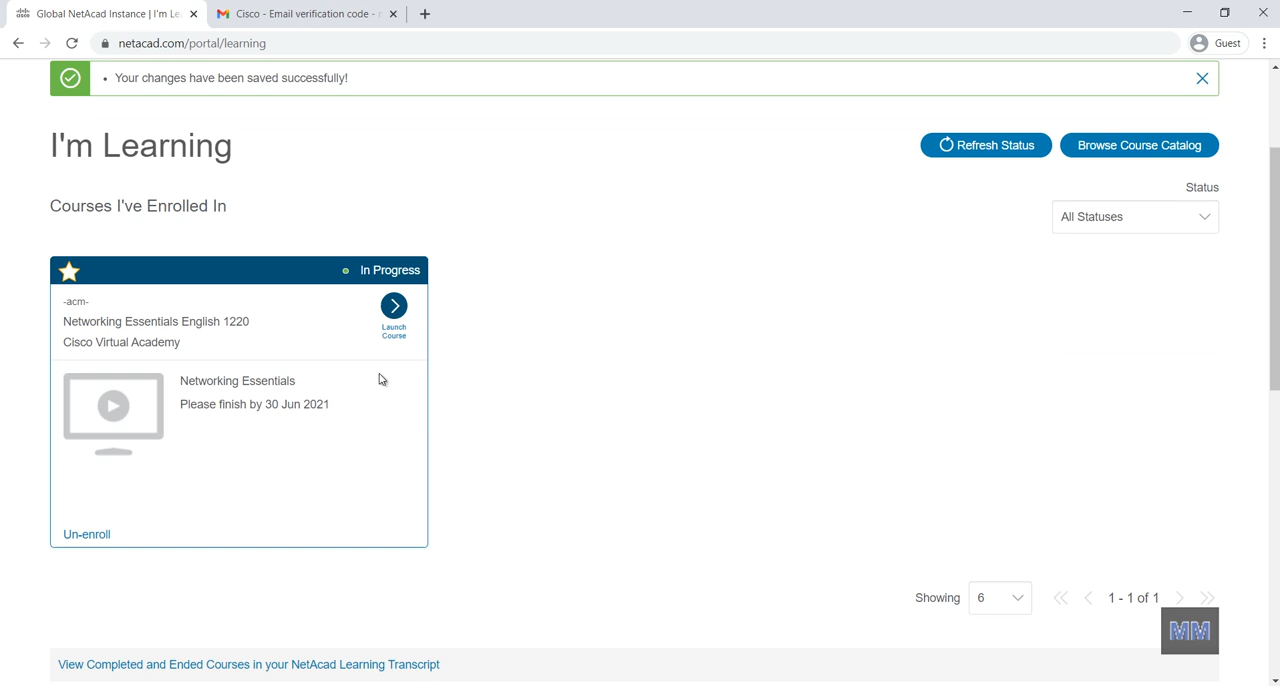 Global NetAcad Instance | I'm Le
Cisco - Email verification code -
netacad.com/portal/learning
Guest
• Your changes have been saved successfully!
I'm Learning
Refresh Status
Browse Course Catalog
Status
Courses I've Enrolled In
All Statuses
In Progress
-acm-
Networking Essentials English 1220
Launch
Course
Cisco Virtual Academy
Networking Essentials
Please finish by 30 Jun 2021
Un-enroll
Showing
6
1 - 1 of 1
MM
View Completed and Ended Courses in your NetAcad Learning Transcript